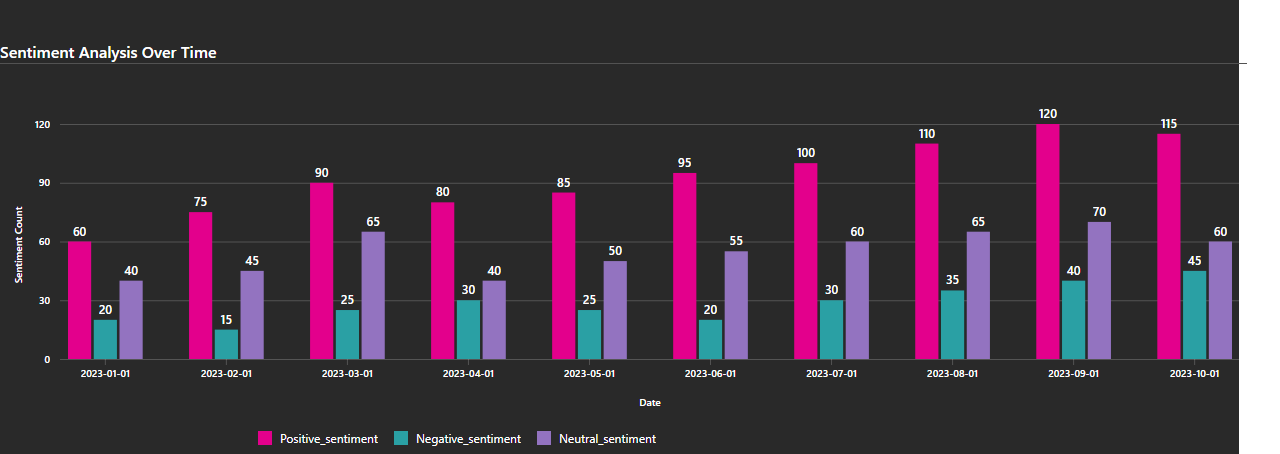 Sentiment Analysis Over Time
120
90
60
30
0
Sentiment Count
60 20 40
75 15 45
90 25 65
80 30 40
85 25 50
95 20 55
100 30 60
110 35 65
120 40 70
115 45 60
2023-01-01 2023-02-01 2023-03-01 2023-04-01 2023-05-01 2023-06-01 2023-07-01 2023-08-01 2023-09-01 2023-10-01
Date
Positive_sentiment Negative_sentiment Neutral_sentiment